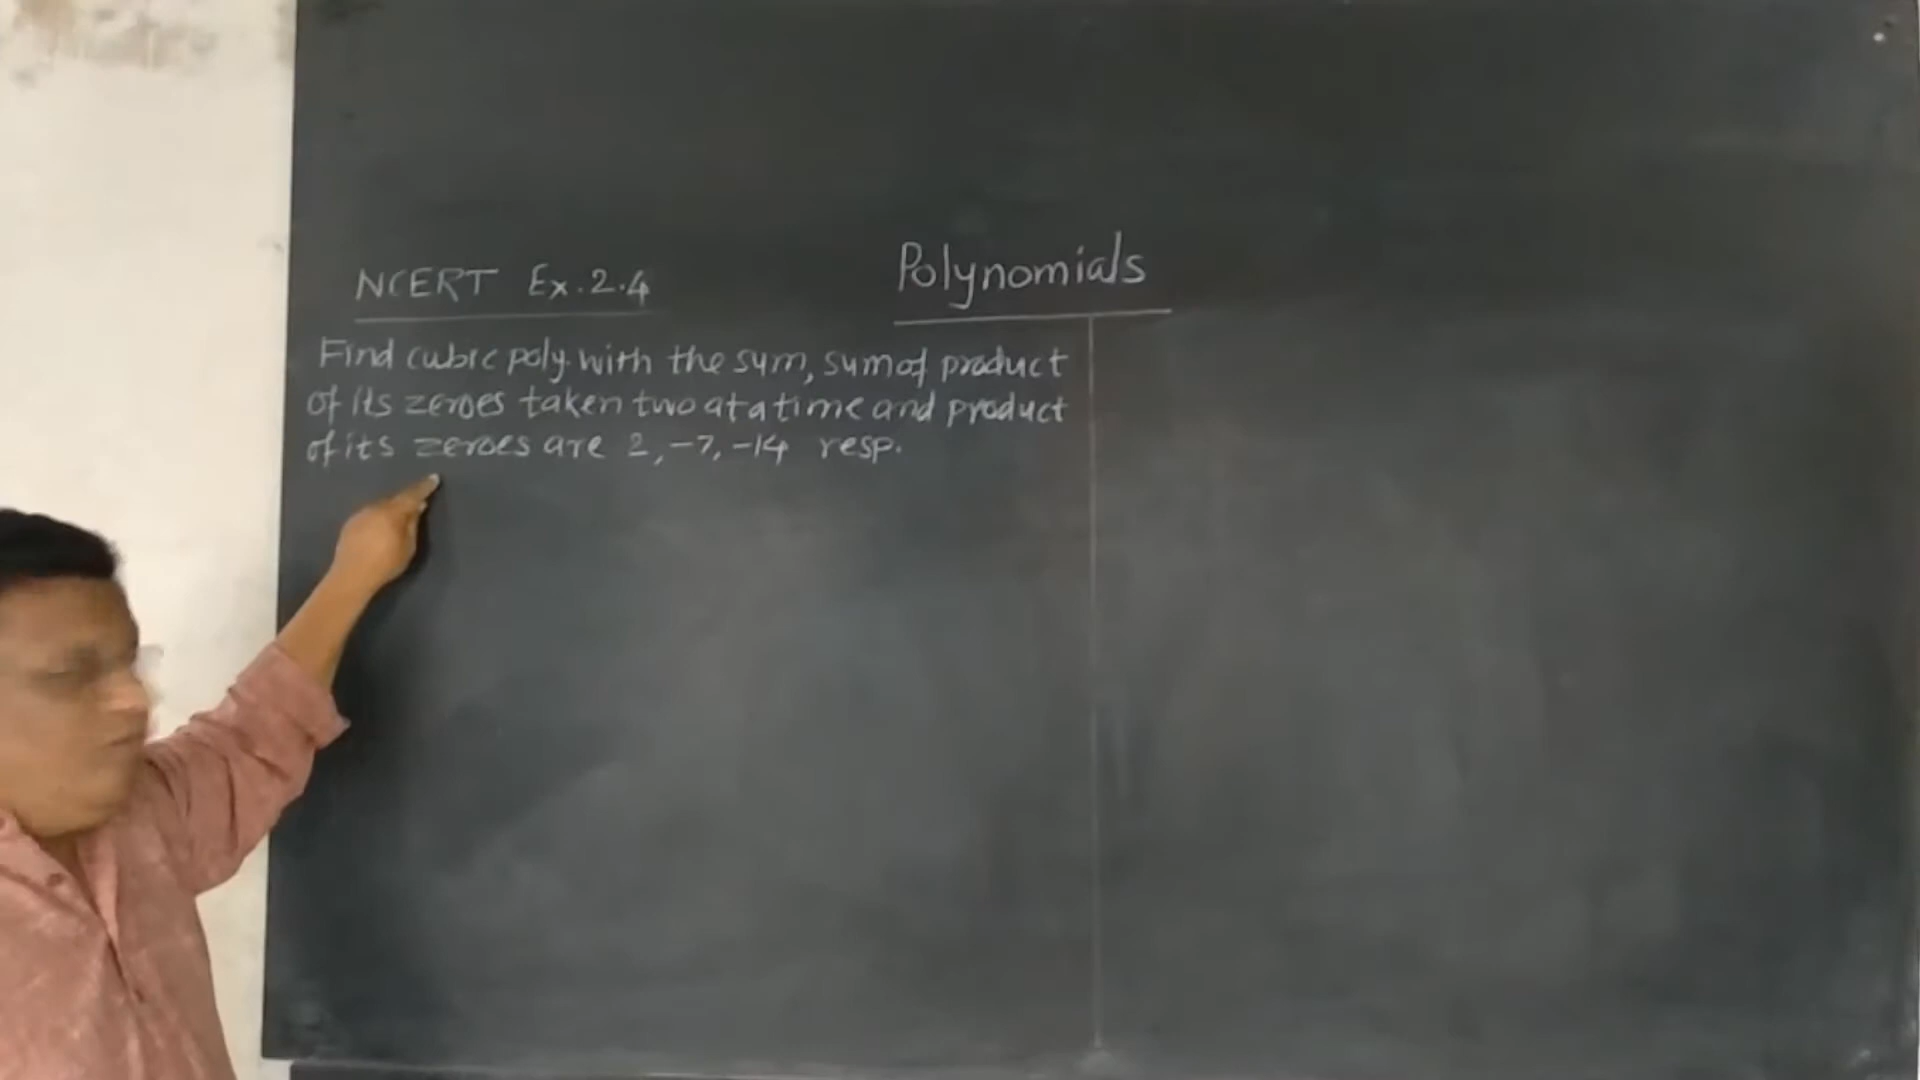 Polynomials
NCERT Ex. 2.4
Find cubic poly. with the sum, sum of product
of its zeroes taken two at a time and product
of its zeroes are 2, -7, -14 resp.